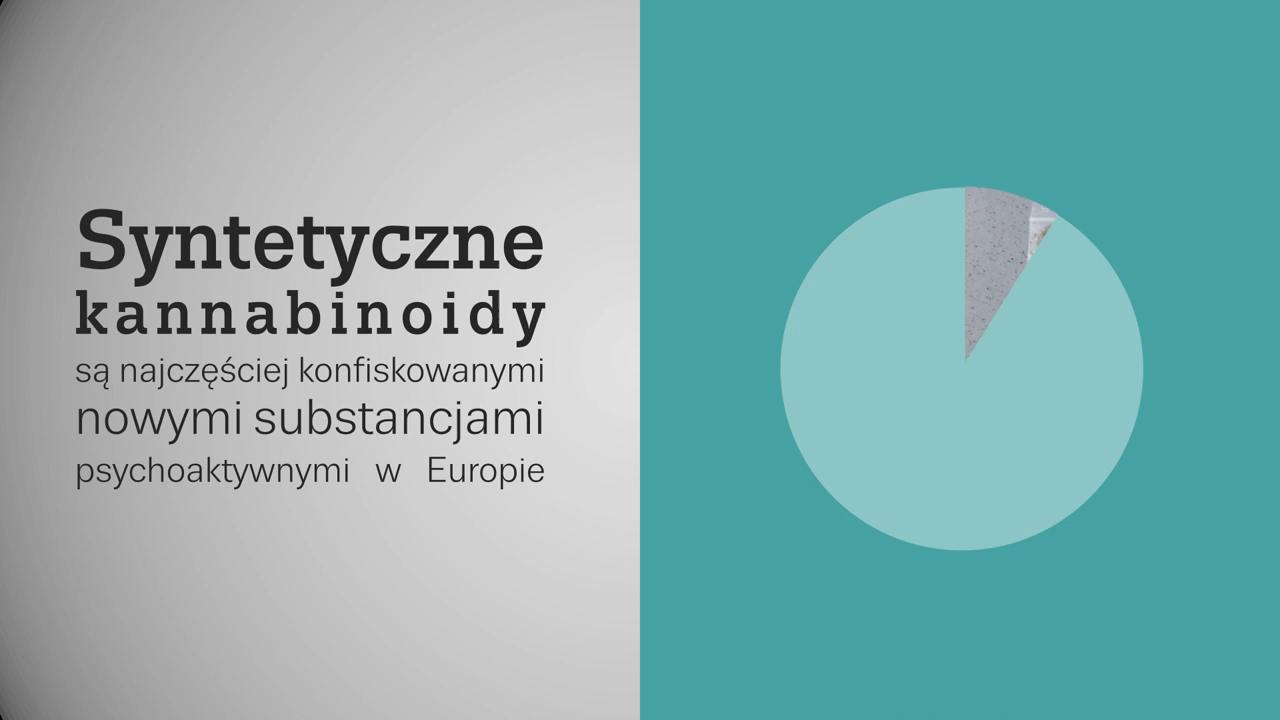 Syntetyczne
kannabinoidy
są najczęściej konfiskowanymi
nowymi substancjami
psychoaktywnymi w Europie